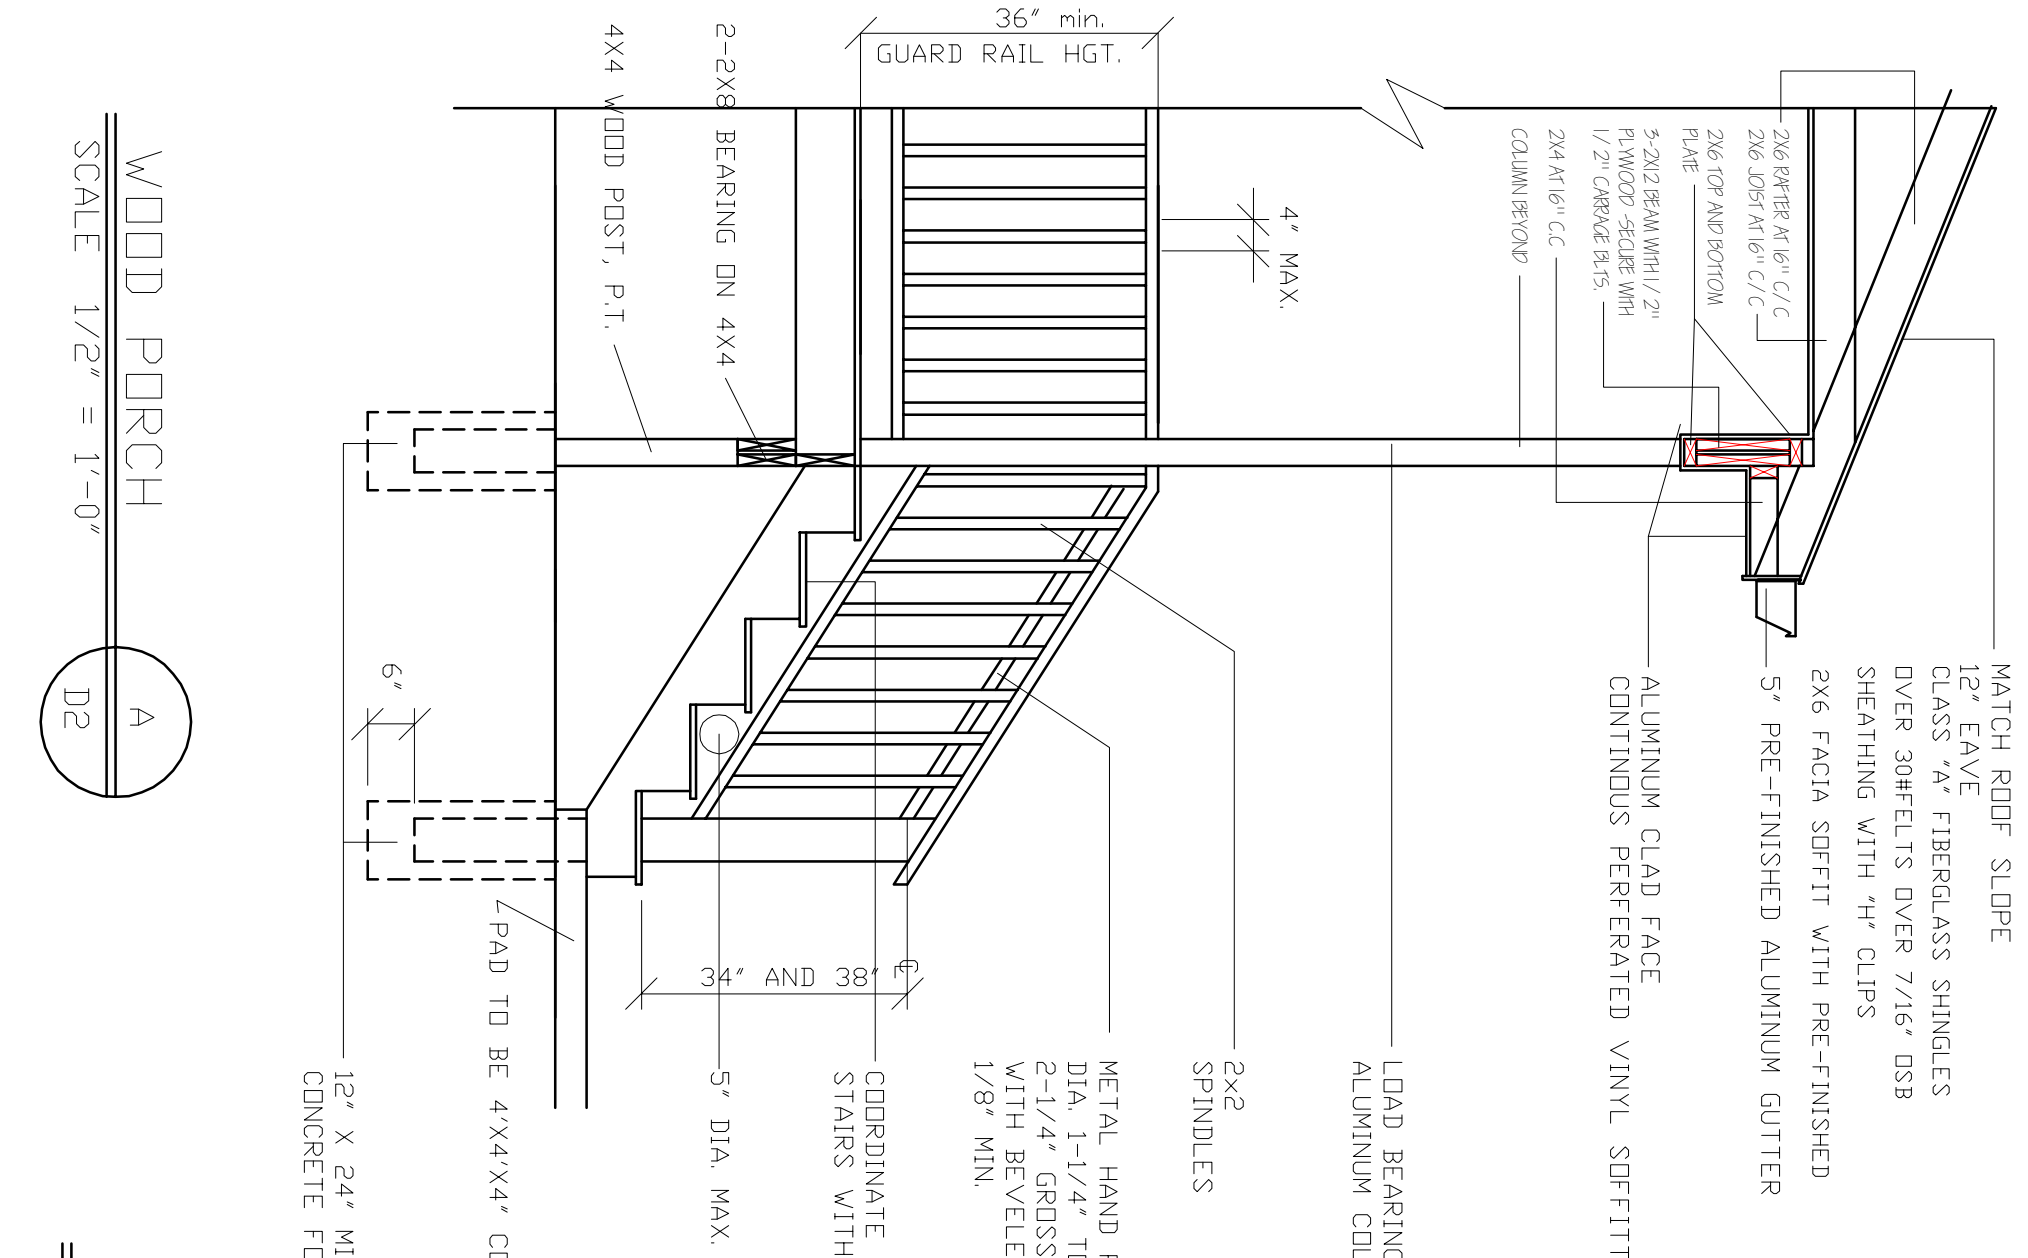 36" min.
GUARD RAIL HGT.
4" MAX.
2X6 RAFTER AT 16" C/C
2X6 JOIST AT 16" C/C
2X6 TOP AND BOTTOM
PLATE
3-2X12 BEAM WITH 1/2"
PLYWOOD -SECURE WITH
1/2" CARRAGE BLTS.
2X4 AT 16" C.C
COLUMN BEYOND
2-2X8 BEARING ON 4X4
4X4 WOOD POST, P.T.
MATCH ROOF SLOPE
12" EAVE
CLASS "A" FIBERGLASS SHINGLES
OVER 30#FELTS OVER 7/16" OSB
SHEATHING WITH "H" CLIPS
2X6 FACIA SOFFIT WITH PRE-FINISHED
5" PRE-FINISHED ALUMINUM GUTTER
ALUMINUM CLAD FACE
CONTINOUS PERFERATED VINYL SOFFITT
LOAD BEARING
ALUMINUM COL
2x2
SPINDLES
METAL HAND
DIA. 1-1/4" TO
2-1/4" GROSS
WITH BEVELE
1/8" MIN.
34" AND 38"
COORDINATE
STAIRS WITH
5" DIA. MAX.
PAD TO BE 4'X4'X4" CO
12" X 24" MI
CONCRETE FO
6"
WOOD PORCH
SCALE 1/2" = 1'-0"
A
D2
=